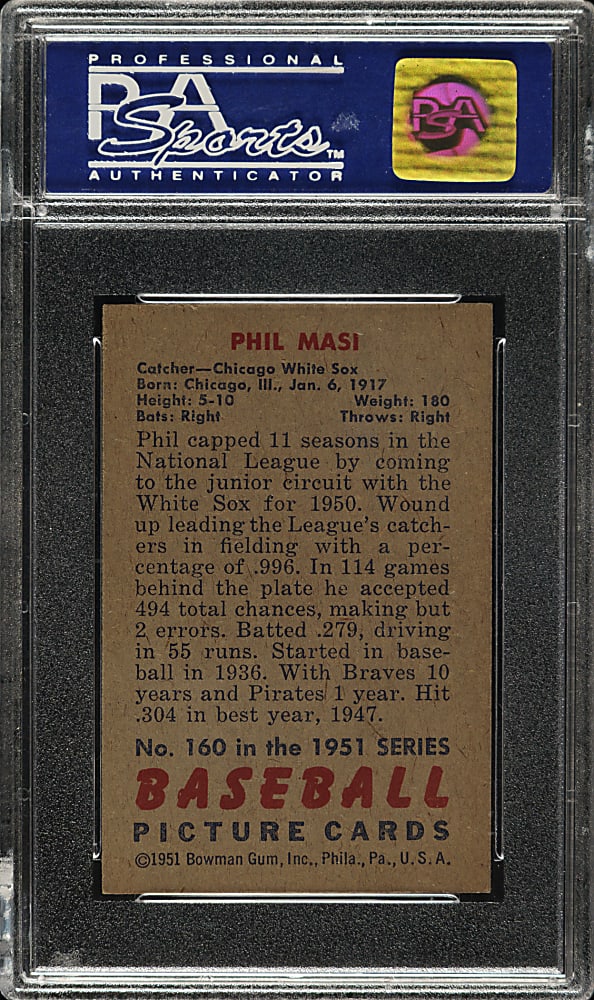 PROFESSIONAL
PSA
Sports™
AUTHENTICATOR
PSA
PHIL MASI
Catcher—Chicago White Sox
Born: Chicago, Ill., Jan. 6, 1917
Height: 5-10 Weight: 180
Bats: Right Throws: Right
Phil capped 11 seasons in the
National League by coming
to the junior circuit with the
White Sox for 1950. Wound
up leading the League's catch-
ers in fielding with a per-
centage of .996. In 114 games
behind the plate he accepted
494 total chances, making but
2 errors. Batted .279, driving
in 55 runs. Started in base-
ball in 1936. With Braves 10
years and Pirates 1 year. Hit
.304 in best year, 1947.
No. 160 in the 1951 SERIES
BASEBALL
PICTURE CARDS
©1951 Bowman Gum, Inc., Phila., Pa., U.S.A.